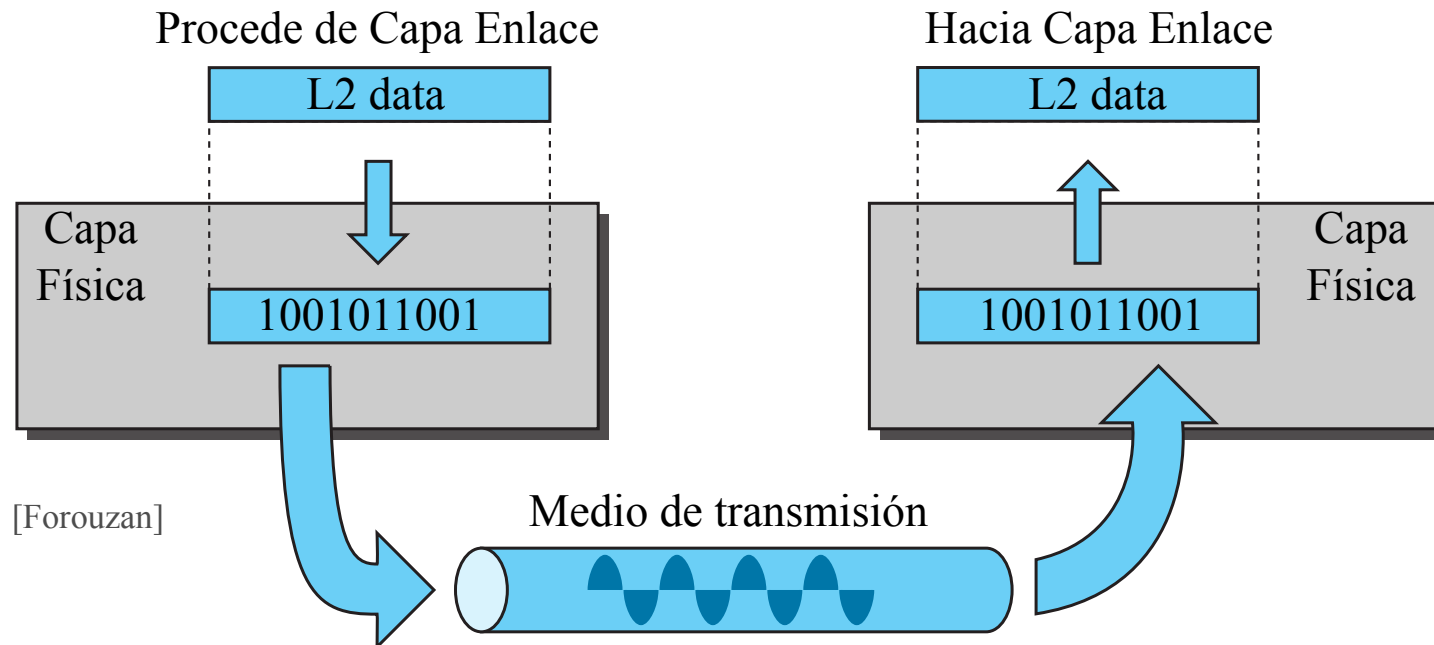 Procede de Capa Enlace
L2 data
Capa
Física
1001011001
Hacia Capa Enlace
L2 data
Capa
Física
1001011001
[Forouzan]
Medio de transmisión